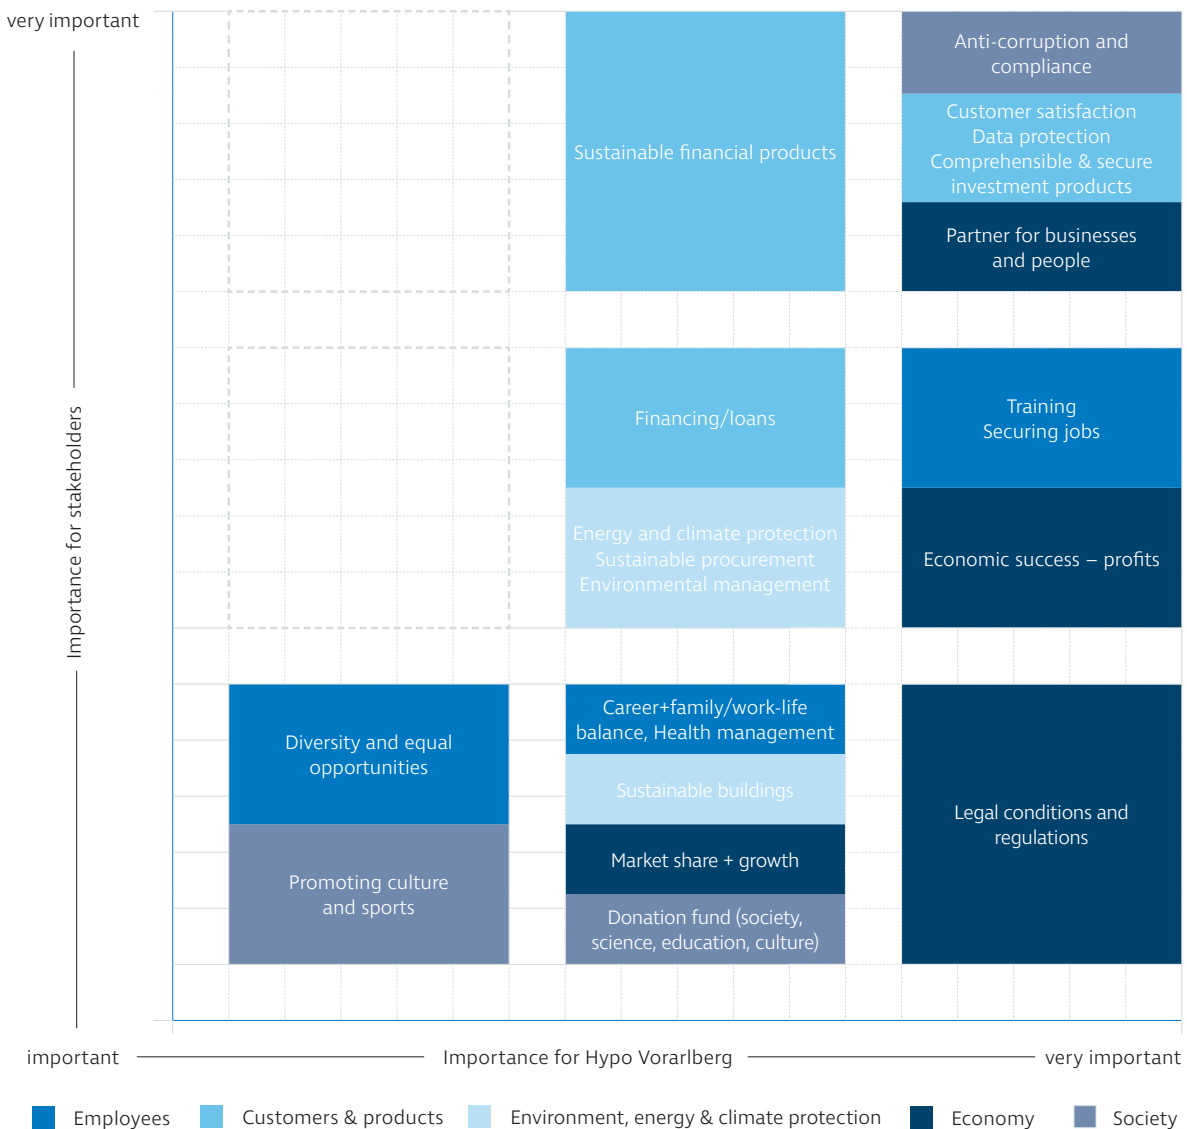 very important
Importance for stakeholders
Sustainable financial products
Anti-corruption and
compliance
Customer satisfaction
Data protection
Comprehensible & secure
investment products
Partner for businesses
and people
Financing/loans
Energy and climate protection
Sustainable procurement
Environmental management
Training
Securing jobs
Economic success – profits
Diversity and equal
opportunities
Promoting culture
and sports
Career+family/work-life
balance, Health management
Sustainable buildings
Market share + growth
Donation fund (society,
science, education, culture)
Legal conditions and
regulations
important
Importance for Hypo Vorarlberg
very important
Employees
Customers & products
Environment, energy & climate protection
Economy
Society